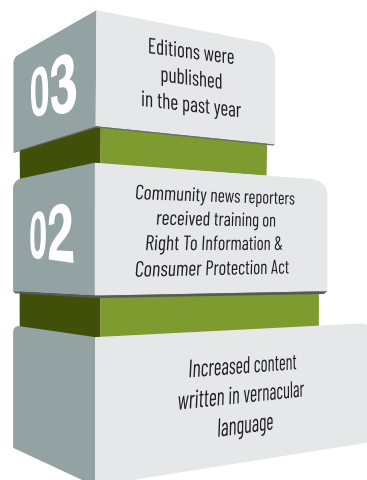 03
Editions were
published
in the past year
02
Community news reporters
received training on
Right To Information &
Consumer Protection Act
Increased content
written in vernacular
language